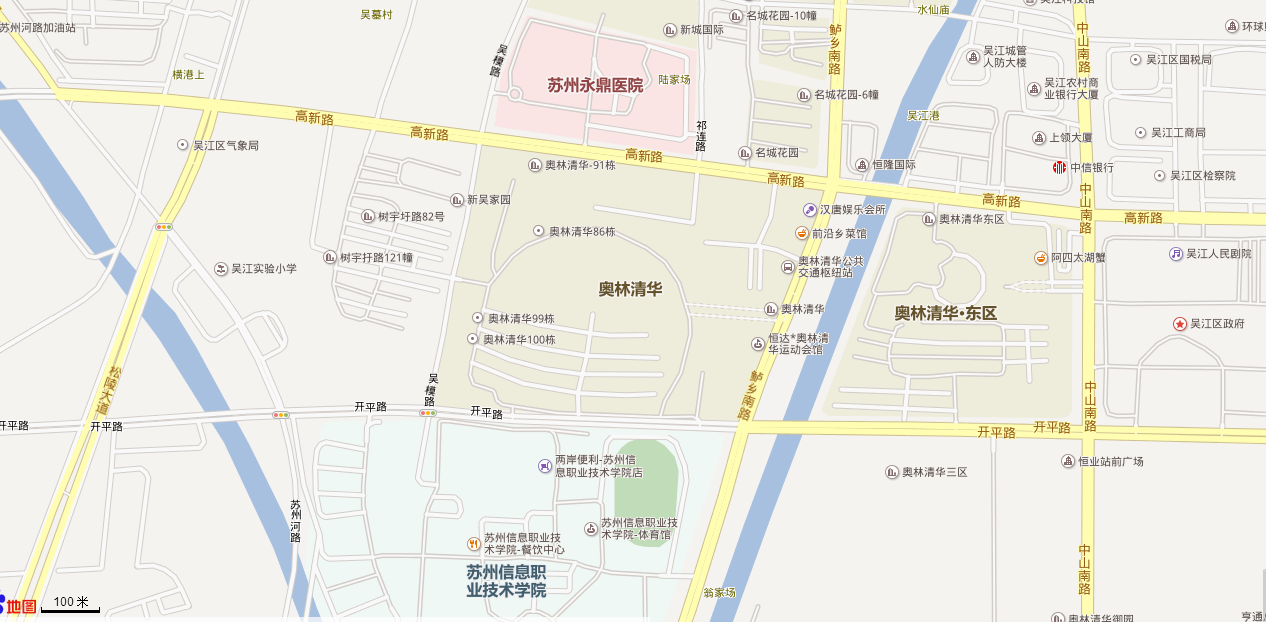 吴墓村
水仙庙
吴江科技馆
苏州河路加油站
名城花园-10幢
新城国际
鲈乡南路
中山南路
环球
吴模路
吴江城管
人防大楼
吴江区国税局
横港上
苏州永鼎医院
陆家场
名城花园-6幢
吴江农村商
业银行大厦
高新路
高新路
吴江港
祁连路
上领大厦
吴江工商局
吴江区气象局
高新路
名城花园
奥林清华-91栋
恒隆国际
中信银行
吴江区检察院
高新路
中山南路
新吴家园
高新路
树宇圩路82号
汉唐娱乐会所
奥林清华东区
高新路
奥林清华86栋
前沿乡菜馆
树宇扞路121幢
吴江实验小学
奥林清华公共
交通枢纽站
阿四太湖蟹
吴江人民剧院
奥林清华
奥林清华
奥林清华•东区
奥林清华99栋
奥林清华100栋
恒达*奥林清
华运动会馆
吴江区政府
松陵大道
吴模路
鲈乡南路
中山南路
开平路
开平路
开平路
开平路
开平路
开平路
两岸便利-苏州信
息职业技术学院店
奥林清华三区
恒业站前广场
苏州河路
苏州信息职业技
术学院-体育馆
苏州信息职业技
术学院-餐饮中心
中山南路
苏州信息职
业技术学院
翁家场
地图
100 米
奥林清华御园
亨通